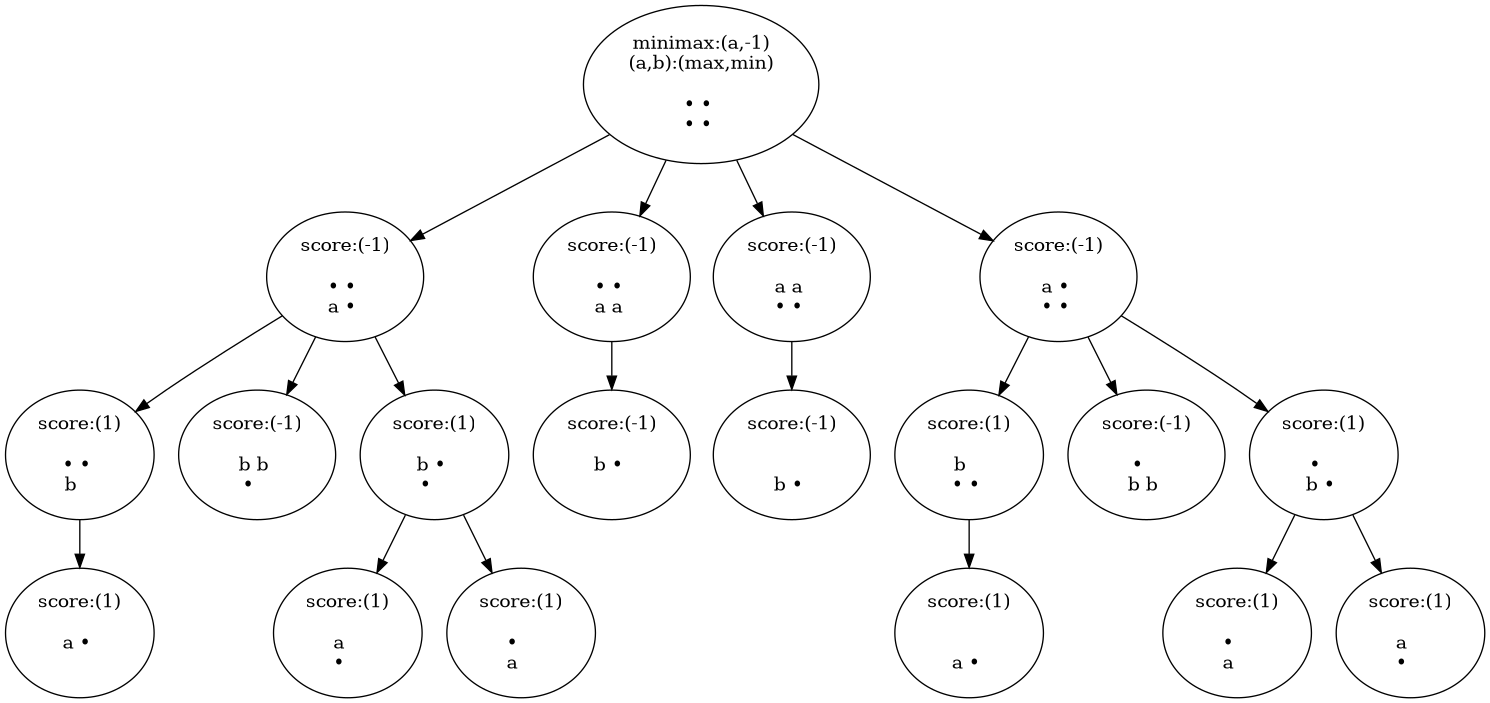 minimax:(a,-1)
(a,b):(max,min)
• •
• •
score:(-1)
• •
a •
score:(-1)
• •
a a
score:(-1)
a a
• •
score:(-1)
a •
• •
score:(1)
• •
b
score:(-1)
b b
•
score:(1)
b •
•
score:(-1)
b •
score:(-1)
b •
score:(1)
b
• •
score:(-1)
•
b b
score:(1)
•
b •
score:(1)
a •
score:(1)
a
•
score:(1)
•
a
score:(1)
a •
score:(1)
•
a
score:(1)
a
•